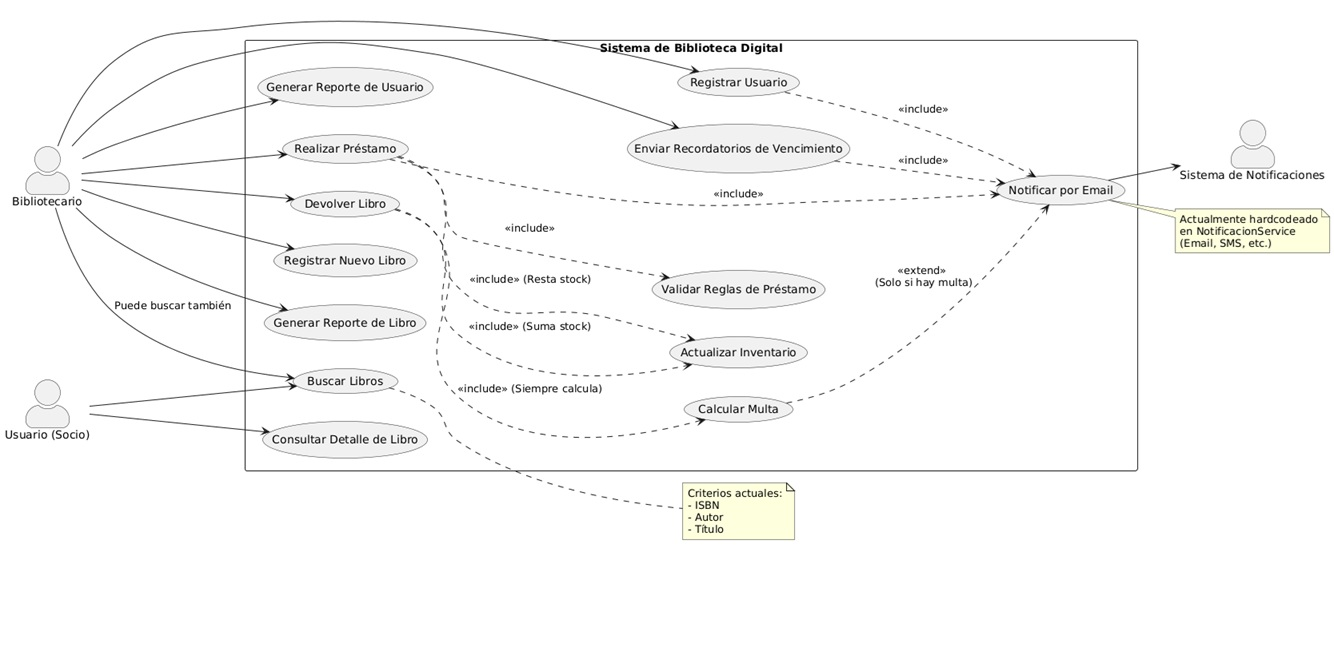 Sistema de Biblioteca Digital
Registrar Usuario
Generar Reporte de Usuario
«include»
Realizar Préstamo
Enviar Recordatorios de Vencimiento
«include»
Sistema de Notificaciones
Bibliotecario
Devolver Libro
«include»
Notificar por Email
Actualmente hardcodeado
en NotificacionService
(Email, SMS, etc.)
«include»
Registrar Nuevo Libro
«include» (Resta stock)
Validar Reglas de Préstamo
«extend»
(Solo si hay multa)
Puede buscar también
Generar Reporte de Libro
«include» (Suma stock)
Actualizar Inventario
Buscar Libros
«include» (Siempre calcula)
Calcular Multa
Usuario (Socio)
Consultar Detalle de Libro
Criterios actuales:
- ISBN
- Autor
- Título